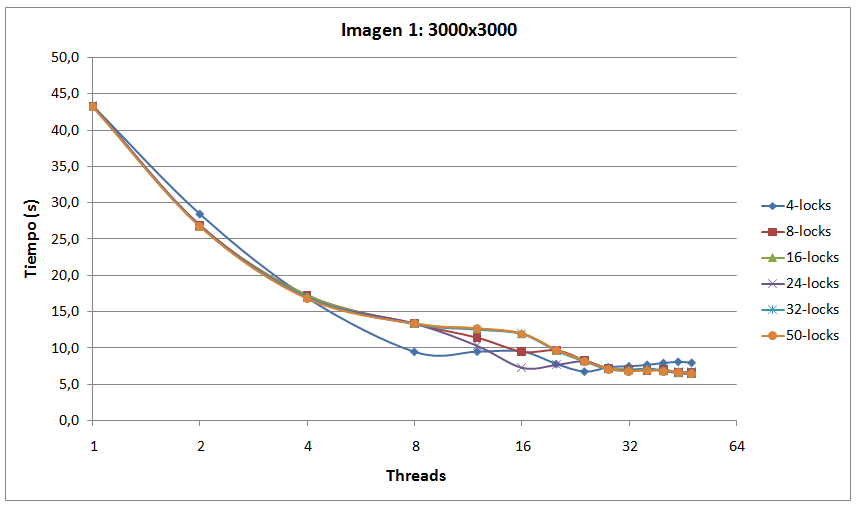 Imagen 1: 3000x3000
50,0
45,0
40,0
35,0
30,0
25,0
20,0
15,0
10,0
5,0
0,0
Tiempo (s)
1 2 4 8 16 32 64
Threads
4-locks
8-locks
16-locks
24-locks
32-locks
50-locks